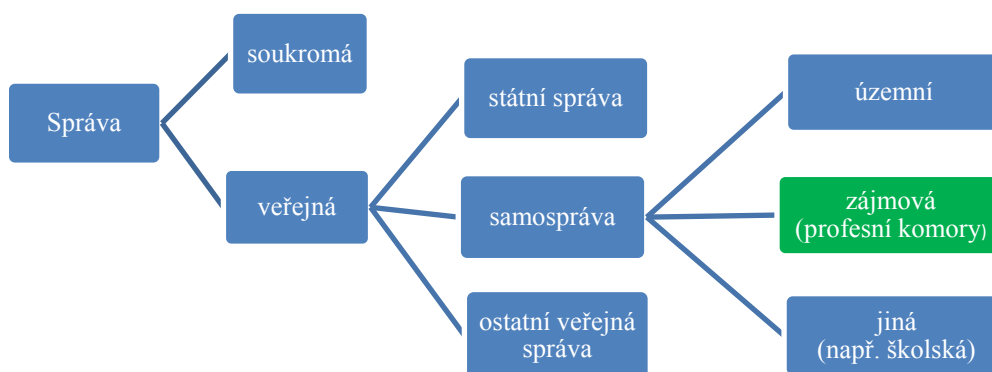 Správa
soukromá
veřejná
státní správa
samospráva
ostatní veřejná
správa
územní
zájmová
(profesní komory)
jiná
(např. školská)